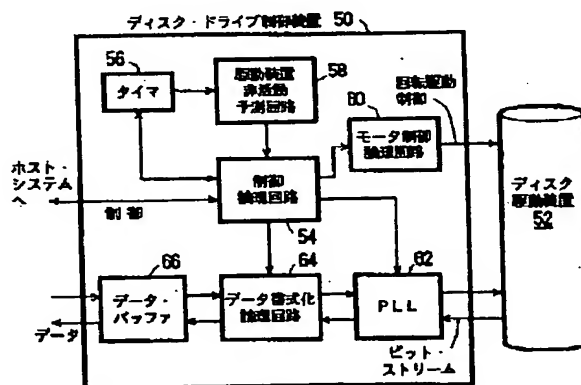 ディスク・ドライブ制御装置 50
56
タイマ
駆動装置
非活動
予測回路
58
60
回転駆動
制御
モータ制御
論理回路
ホスト・
システム
へ
制御
制御
論理回路
54
ディスク
駆動装置
52
66
データ・
バッファ
64
データ書式化
論理回路
62
PLL
データ
ビット・
ストリーム